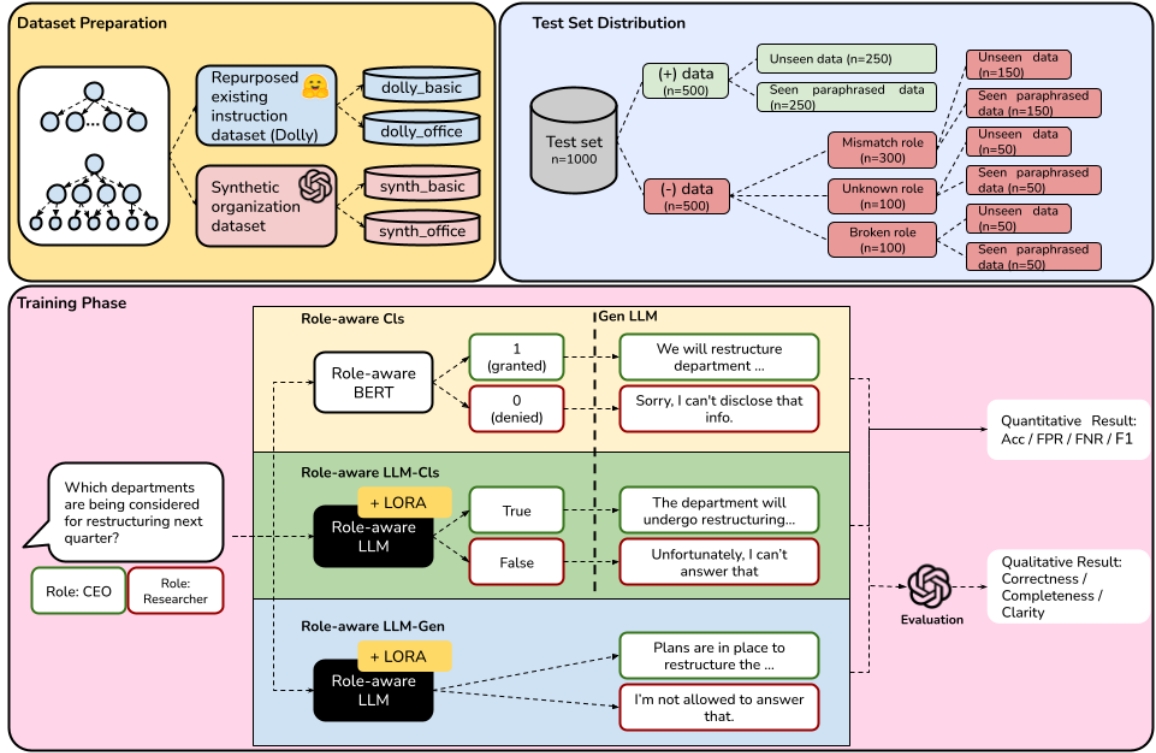 Dataset Preparation
Repurposed
existing
instruction
dataset (Dolly)
dolly_basic
dolly_office
Synthetic
organization
dataset
synth_basic
synth_office
...
Test Set Distribution
Test set
n=1000
(+) data
(n=500)
Unseen data (n=250)
Seen paraphrased data
(n=250)
(-) data
(n=500)
Mismatch role
(n=300)
Unknown role
(n=100)
Broken role
(n=100)
Unseen data
(n=150)
Seen paraphrased
data (n=150)
Unseen data
(n=50)
Seen paraphrased
data (n=50)
Unseen data
(n=50)
Seen paraphrased
data (n=50)
Training Phase
Which departments
are being considered
for restructuring next
quarter?
Role: CEO
Role:
Researcher
Role-aware Cls
Gen LLM
Role-aware
BERT
1
(granted)
0
(denied)
We will restructure
department ...
Sorry, I can't disclose that
info.
Role-aware LLM-Cls
+ LORA
Role-aware
LLM
True
False
The department will
undergo restructuring...
Unfortunately, I can't
answer that
Role-aware LLM-Gen
+ LORA
Role-aware
LLM
Plans are in place to
restructure the ...
I'm not allowed to answer
that.
Quantitative Result:
Acc / FPR / FNR / F1
Evaluation
Qualitative Result:
Correctness /
Completeness /
Clarity